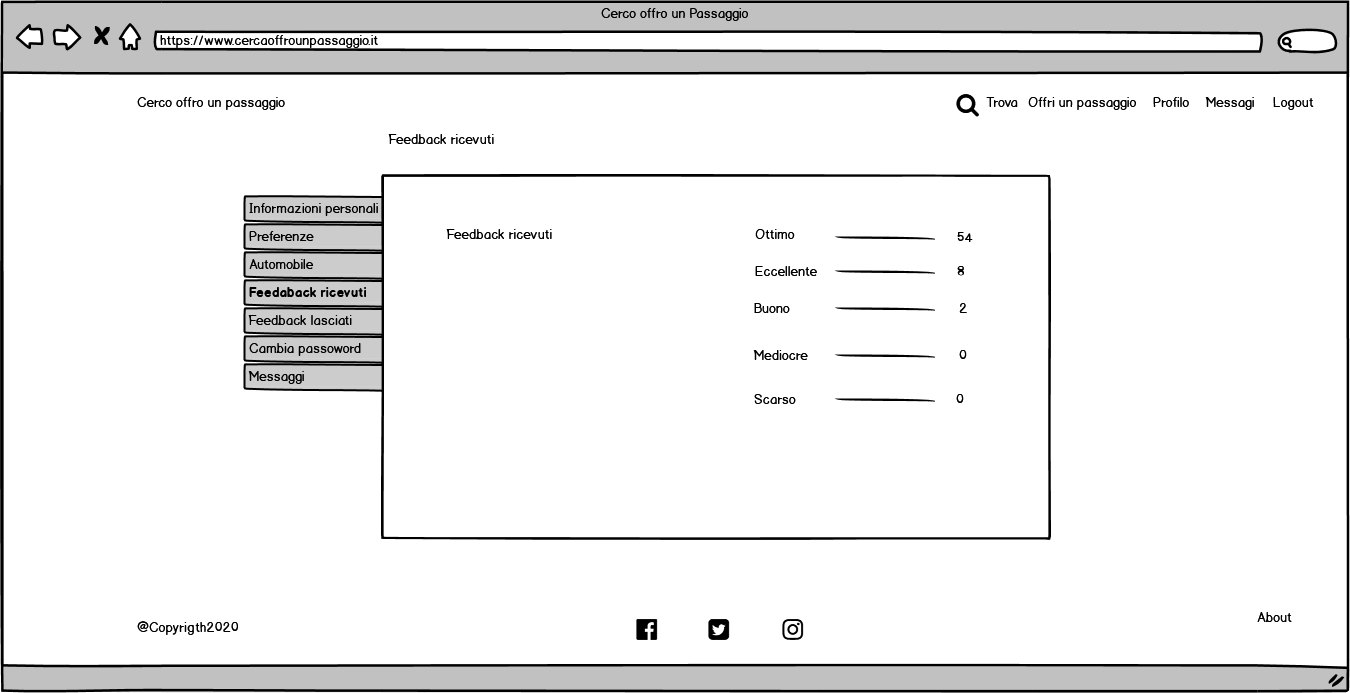 Cerco offro un Passaggio
https://www.cercaoffrounpassaggio.it
Cerco offro un passaggio
Trova Offri un passaggio Profilo Messagi Logout
Feedback ricevuti
Informazioni personali
Preferenze
Automobile
Feedaback ricevuti
Feedback lasciati
Cambia passoword
Messaggi
Feedback ricevuti
Ottimo 54
Eccellente 8
Buono 2
Mediocre 0
Scarso 0
@Copyrigth2020
About